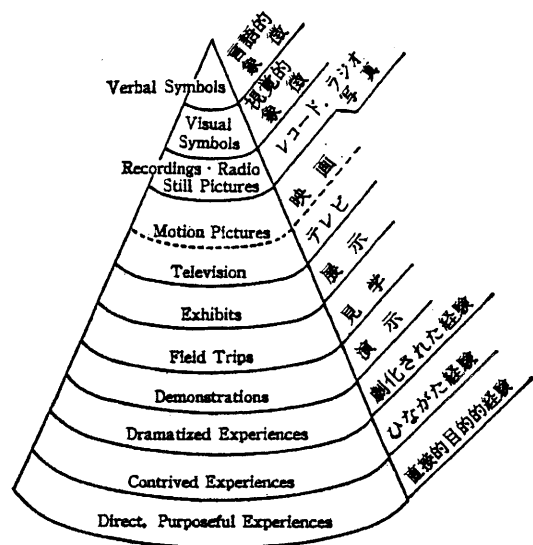 Verbal Symbols
Visual
Symbols
Recordings・Radio
Still Pictures
Motion Pictures
Television
Exhibits
Field Trips
Demonstrations
Dramatized Experiences
Contrived Experiences
Direct, Purposeful Experiences
言語的
象徴
視覚的
象徴
レコード、ラジオ
写真
映画
テレビ
展示
見学
演示
劇化された経験
ひながた経験
直接的目的的経験